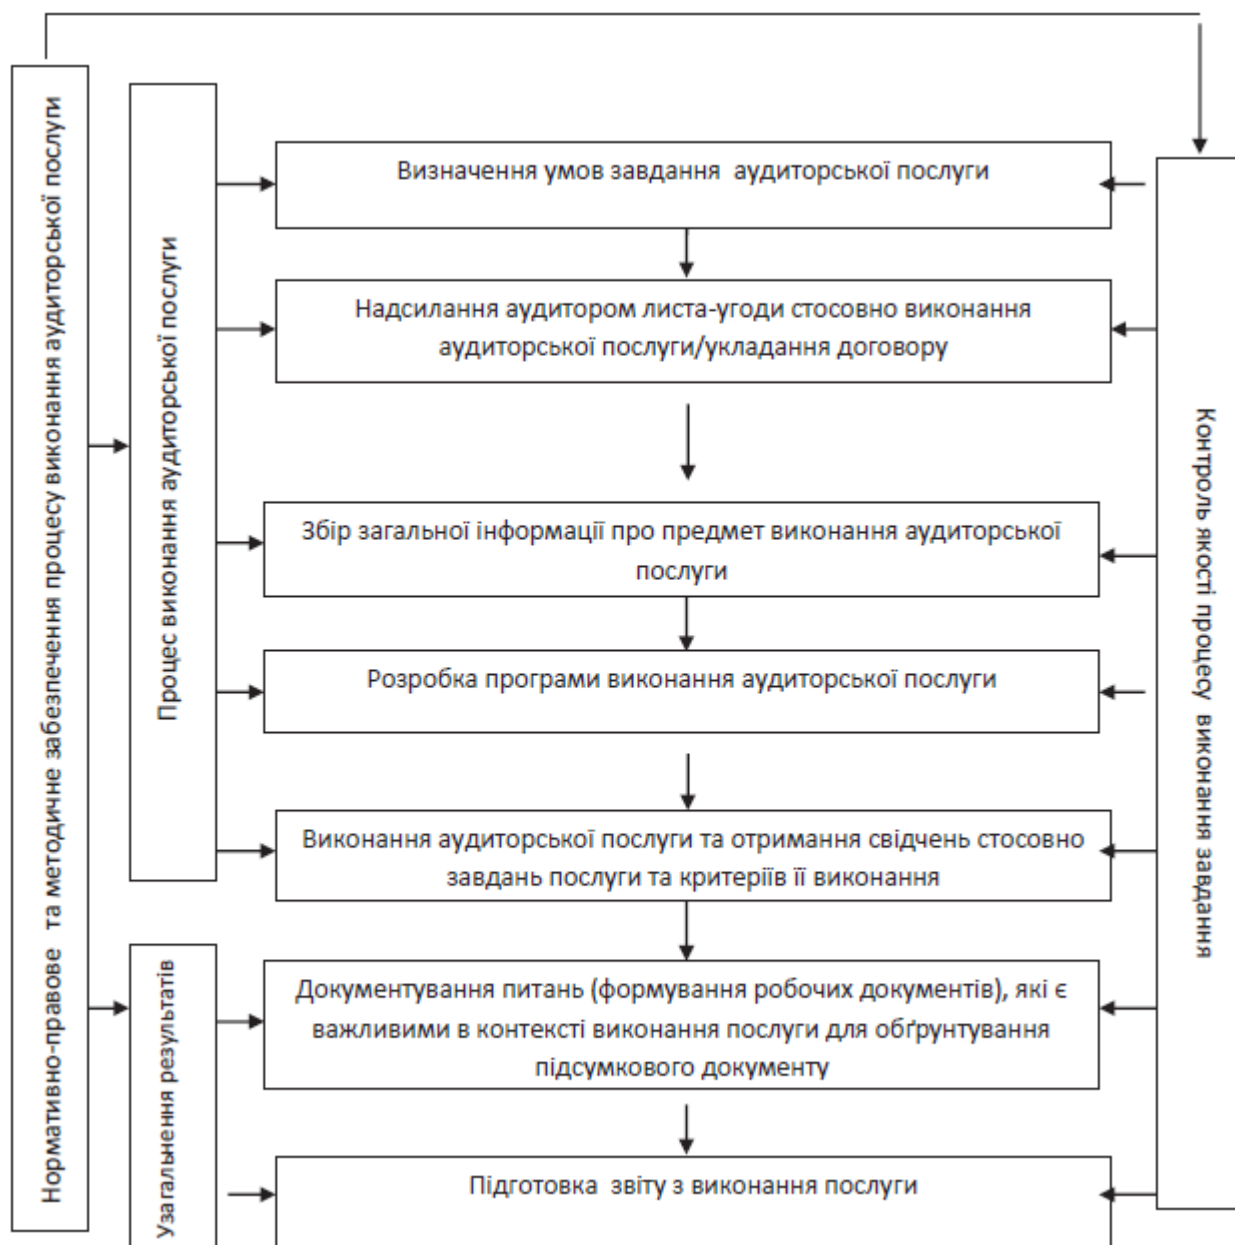 Нормативно-правове та методичне забезпечення процесу виконання аудиторської послуги
Процес виконання аудиторської послуги
Визначення умов завдання аудиторської послуги
Надсилання аудитором листа-угоди стосовно виконання
аудиторської послуги/укладання договору
Збір загальної інформації про предмет виконання аудиторської
послуги
Розробка програми виконання аудиторської послуги
Виконання аудиторської послуги та отримання свідчень стосовно
завдань послуги та критеріїв її виконання
Узагальнення результатів
Документування питань (формування робочих документів), які є
важливими в контексті виконання послуги для обґрунтування
підсумкового документу
Підготовка звіту з виконання послуги
Контроль якості процесу виконання завдання